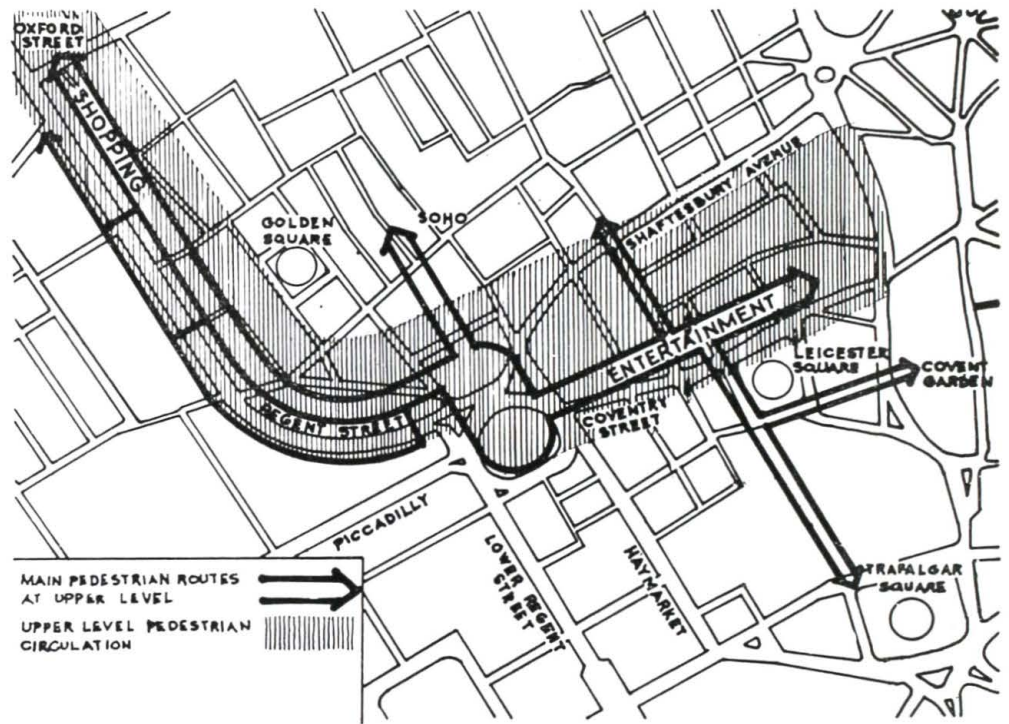 OXFORD
STREET
SHOPPING
GOLDEN
SQUARE
SOHO
SHAFTESBURY AVENUE
ENTERTAINMENT
LEICESTER
SQUARE
COVENT
GARDEN
REGENT STREET
COVENTRY
STREET
PICCADILLY
LOWER REGENT
STREET
HAYMARKET
TRAFALGAR
SQUARE
MAIN PEDESTRIAN ROUTES
AT UPPER LEVEL
UPPER LEVEL PEDESTRIAN
CIRCULATION